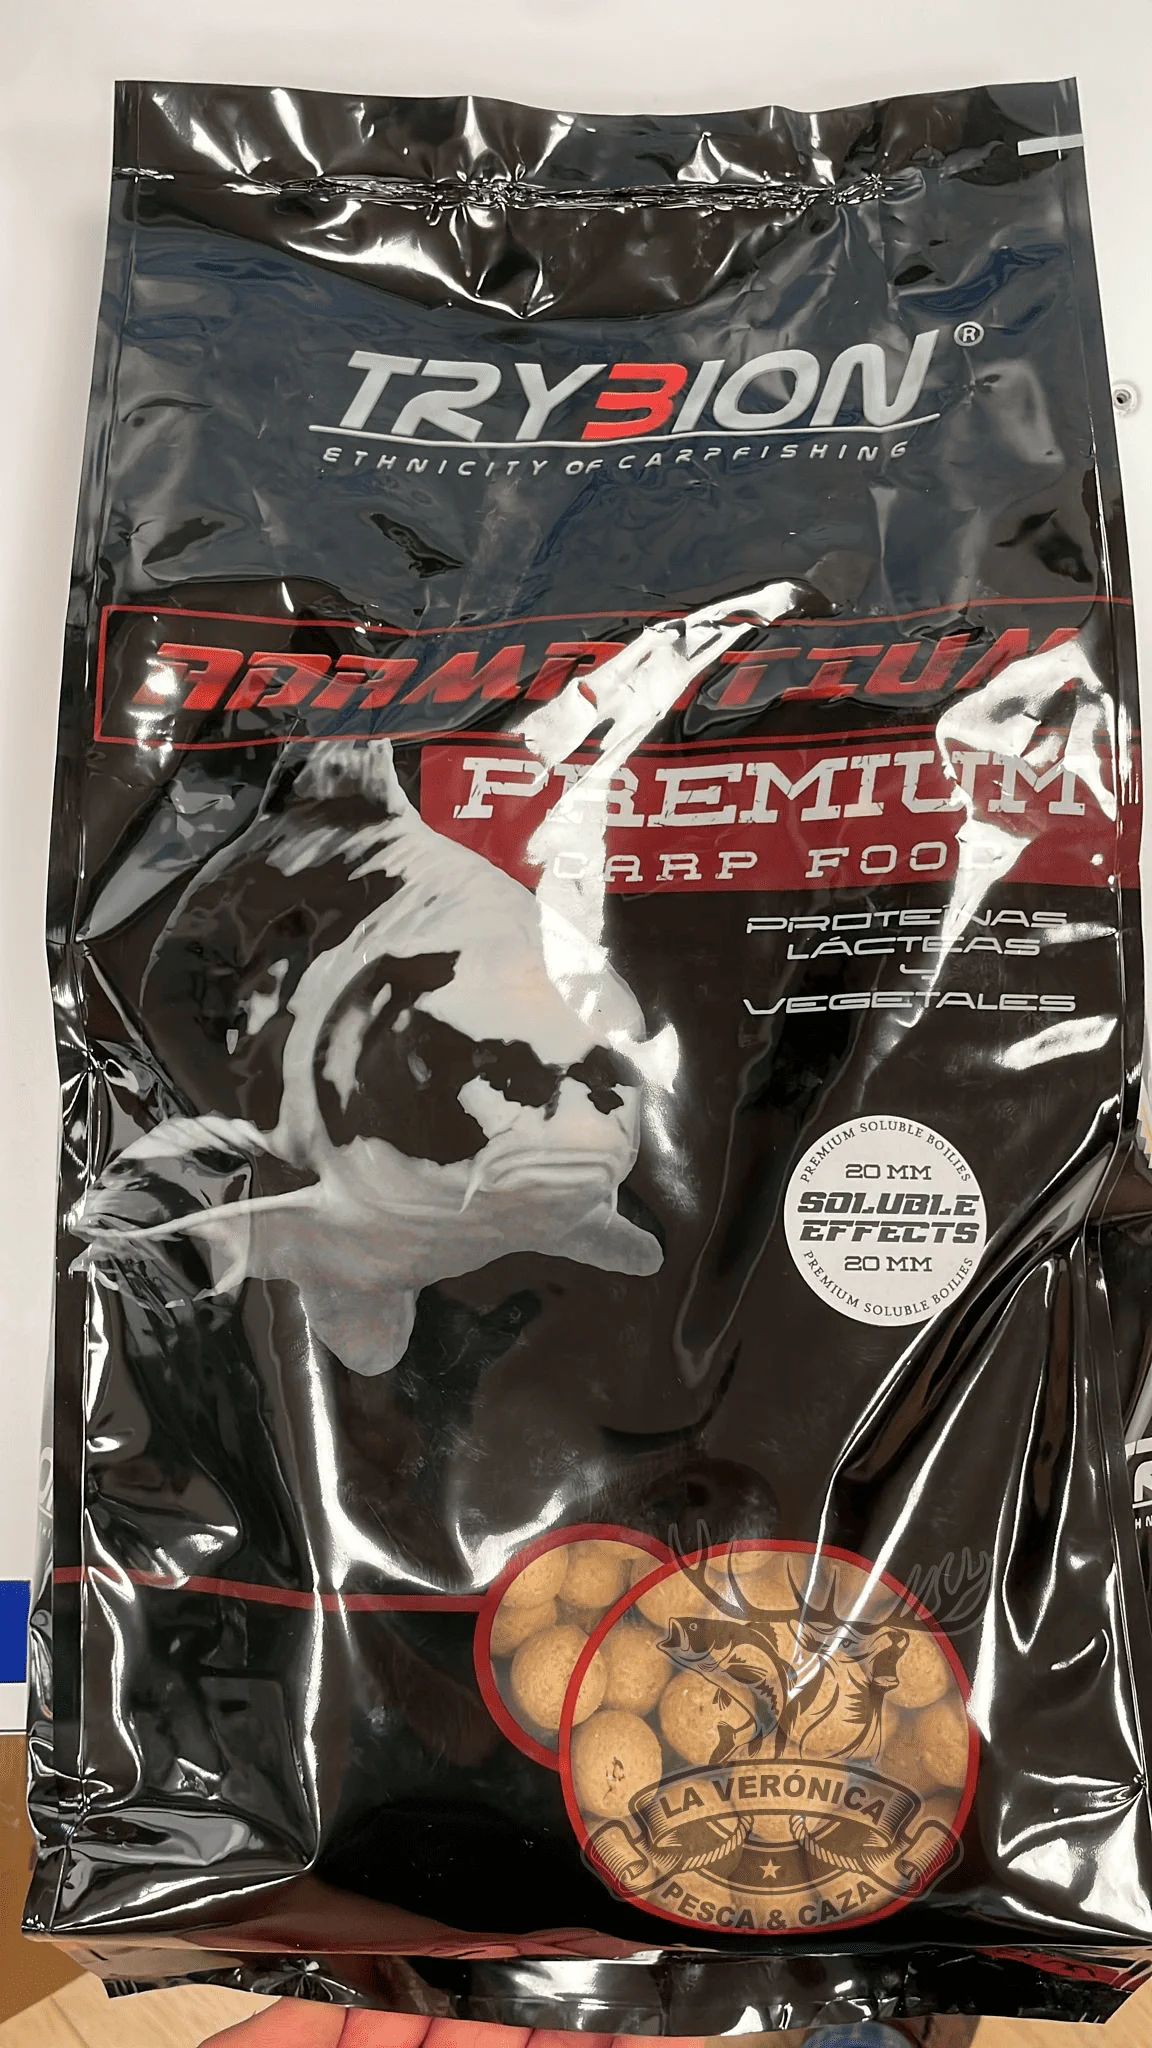 TRYBION®
ETHNICITY OF CARPFISHING
PREMIUM
CARP FOOD
PROTEÍNAS
LÁCTEAS
Y
VEGETALES
PREMIUM SOLUBLE BOILIES
20 MM
SOLUBLE
EFFECTS
20 MM
PREMIUM SOLUBLE BOILIES
LA VERÓNICA
PESCA & CAZA